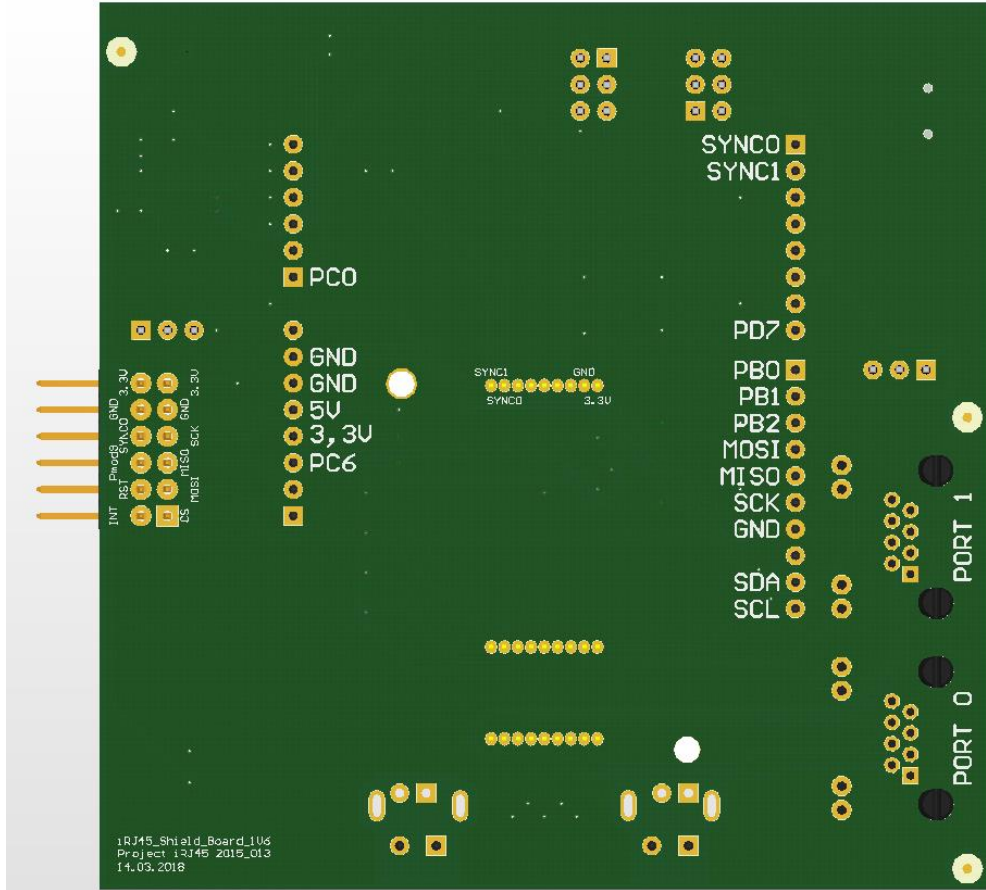 SYNC0
SYNC1
PC0
PD7
GND
GND
5V
3,3V
PC6
SYNC1 GND
SYNC0 3.3V
PB0
PB1
PB2
MOSI
MISO
SCK
GND
SDA
SCL
3.3V
GND
SYNC0
Pmod3
RST
INT
3.3V
GND
SCK
MISO
MOSI
CS
PORT 1
PORT 0
iRJ45_Shield_Board_1V6
Project iRJ45 2015_013
14.03.2018